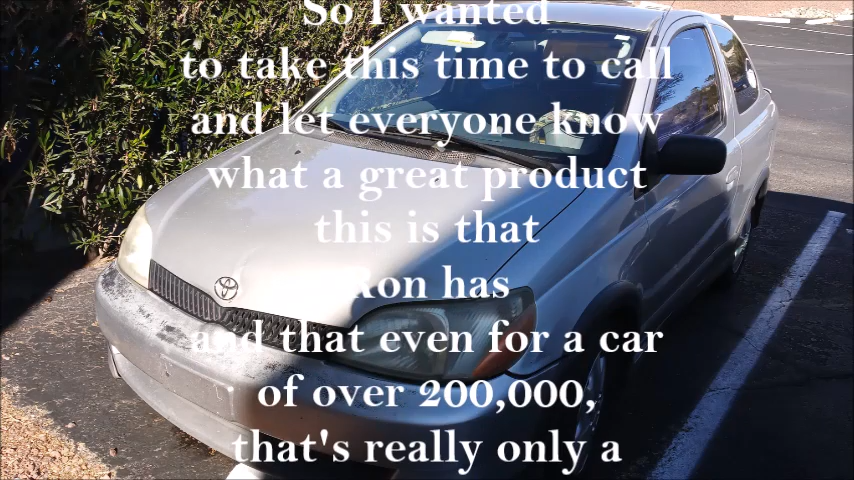 So I wanted
to take this time to call
and let everyone know
what a great product
this is that
Ron has
and that even for a car
of over 200,000,
that's really only a